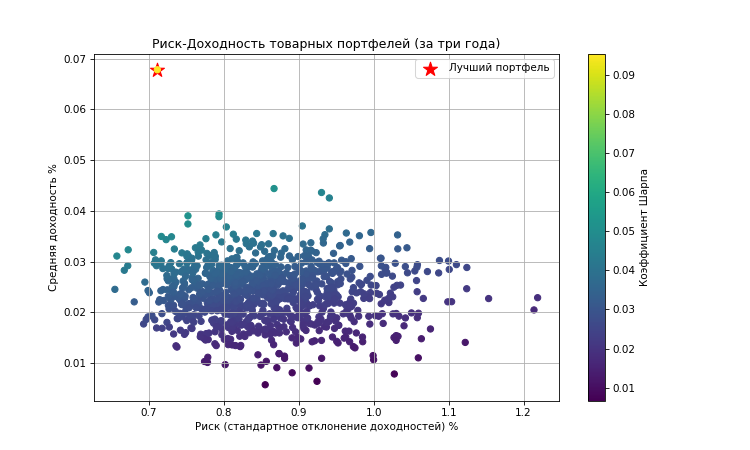 Риск-Доходность товарных портфелей (за три года)
Лучший портфель
Средняя доходность %
0.07
0.06
0.05
0.04
0.03
0.02
0.01
0.7 0.8 0.9 1.0 1.1 1.2
Риск (стандартное отклонение доходностей) %
0.09
0.08
0.07
0.06
0.05
0.04
0.03
0.02
0.01
Коэффициент Шарпа